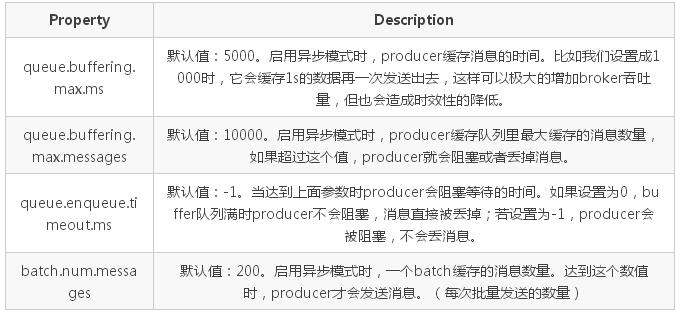 Property Description
queue.buffering.
max.ms
默认值：5000。启用异步模式时，producer缓存消息的时间。比如我们设置成1
000时，它会缓存1s的数据再一次发送出去，这样可以极大的增加broker吞吐
量，但也会造成时效性的降低。
queue.buffering.
max.messages
默认值：10000。启用异步模式时，producer缓存队列里最大缓存的消息数量，
如果超过这个值，producer就会阻塞或者丢掉消息。
queue.enqueue.ti
meout.ms
默认值：-1。当达到上面参数时producer会阻塞等待的时间。如果设置为0，bu
ffer队列满时producer不会阻塞，消息直接被丢掉；若设置为-1，producer会
被阻塞，不会丢消息。
batch.num.messa
ges
默认值：200。启用异步模式时，一个batch缓存的消息数量。达到这个数值
时，producer才会发送消息。（每次批量发送的数量）